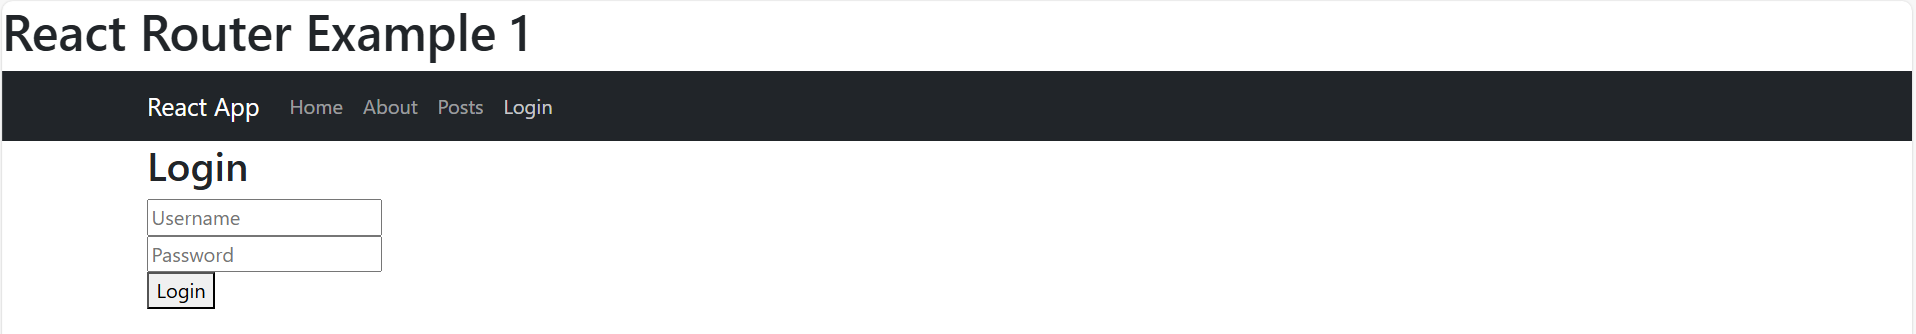 React Router Example 1
React App Home About Posts Login
Login
Username
Password
Login